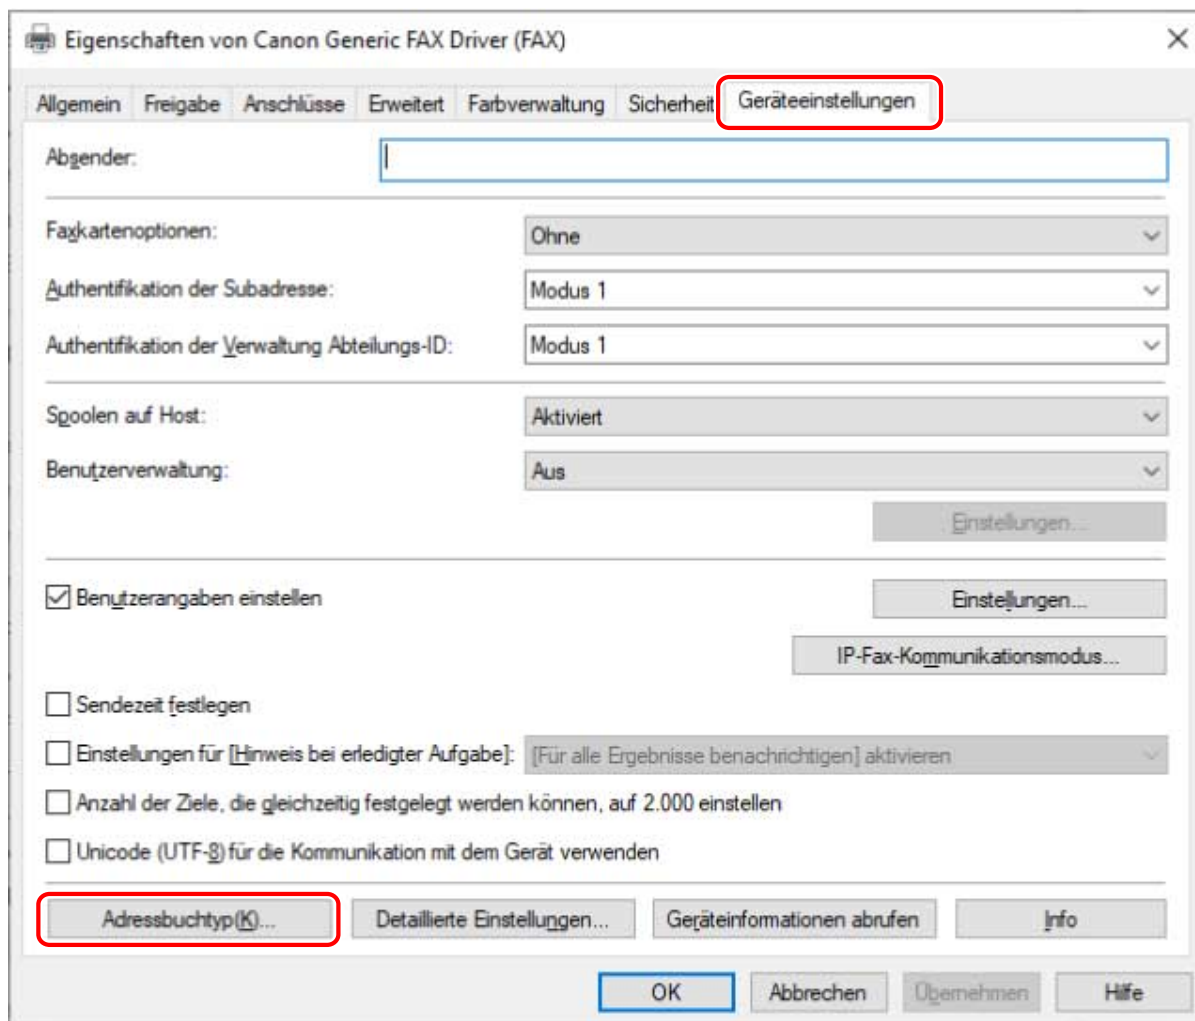 Eigenschaften von Canon Generic FAX Driver (FAX)
Allgemein Freigabe Anschlüsse Erweitert Farbverwaltung Sicherheit Geräteeinstellungen
Absender:
Faxkartenoptionen: Ohne
Authentifikation der Subadresse: Modus 1
Authentifikation der Verwaltung Abteilungs-ID: Modus 1
Spoolen auf Host: Aktiviert
Benutzerverwaltung: Aus
Einstellungen...
Benutzerangaben einstellen Einstellungen...
IP-Fax-Kommunikationsmodus...
Sendezeit festlegen
Einstellungen für [Hinweis bei erledigter Aufgabe]: [Für alle Ergebnisse benachrichtigen] aktivieren
Anzahl der Ziele, die gleichzeitig festgelegt werden können, auf 2.000 einstellen
Unicode (UTF-8) für die Kommunikation mit dem Gerät verwenden
Adressbuchtyp(K)... Detaillierte Einstellungen... Geräteinformationen abrufen Info
OK Abbrechen Übernehmen Hilfe